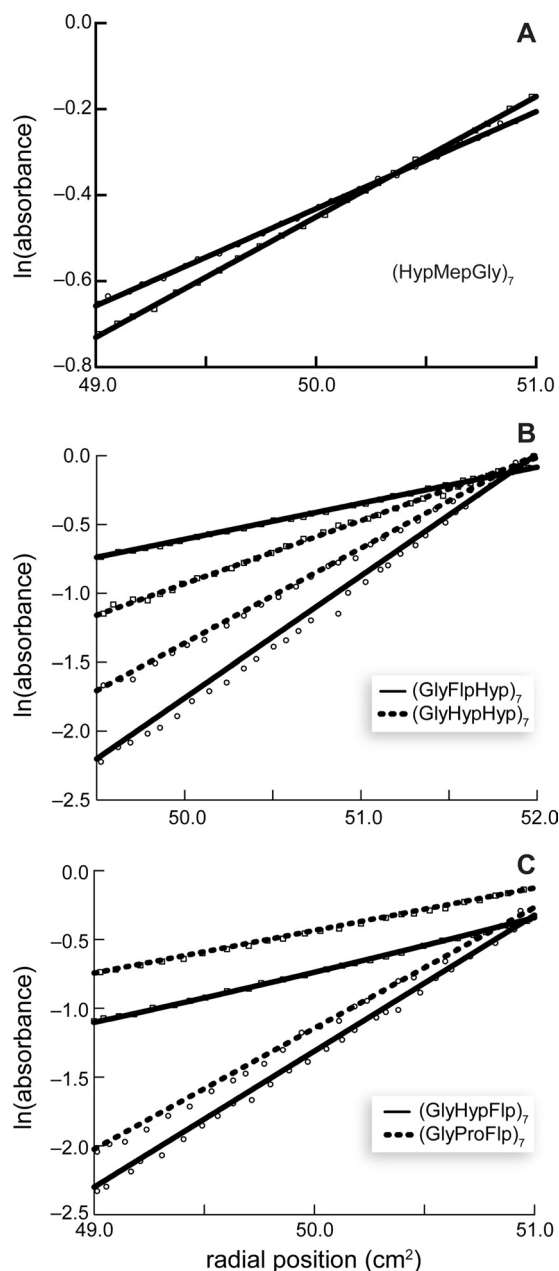 A
0.0
−0.2
−0.4
−0.6
−0.8
ln(absorbance)
(HypMepGly)7
49.0 50.0 51.0
B
0.0
−0.5
−1.0
−1.5
−2.0
−2.5
ln(absorbance)
(GlyFlpHyp)7
(GlyHypHyp)7
50.0 51.0 52.0
C
0.0
−0.5
−1.0
−1.5
−2.0
−2.5
ln(absorbance)
(GlyHypFlp)7
(GlyProFlp)7
49.0 50.0 51.0
radial position (cm2)